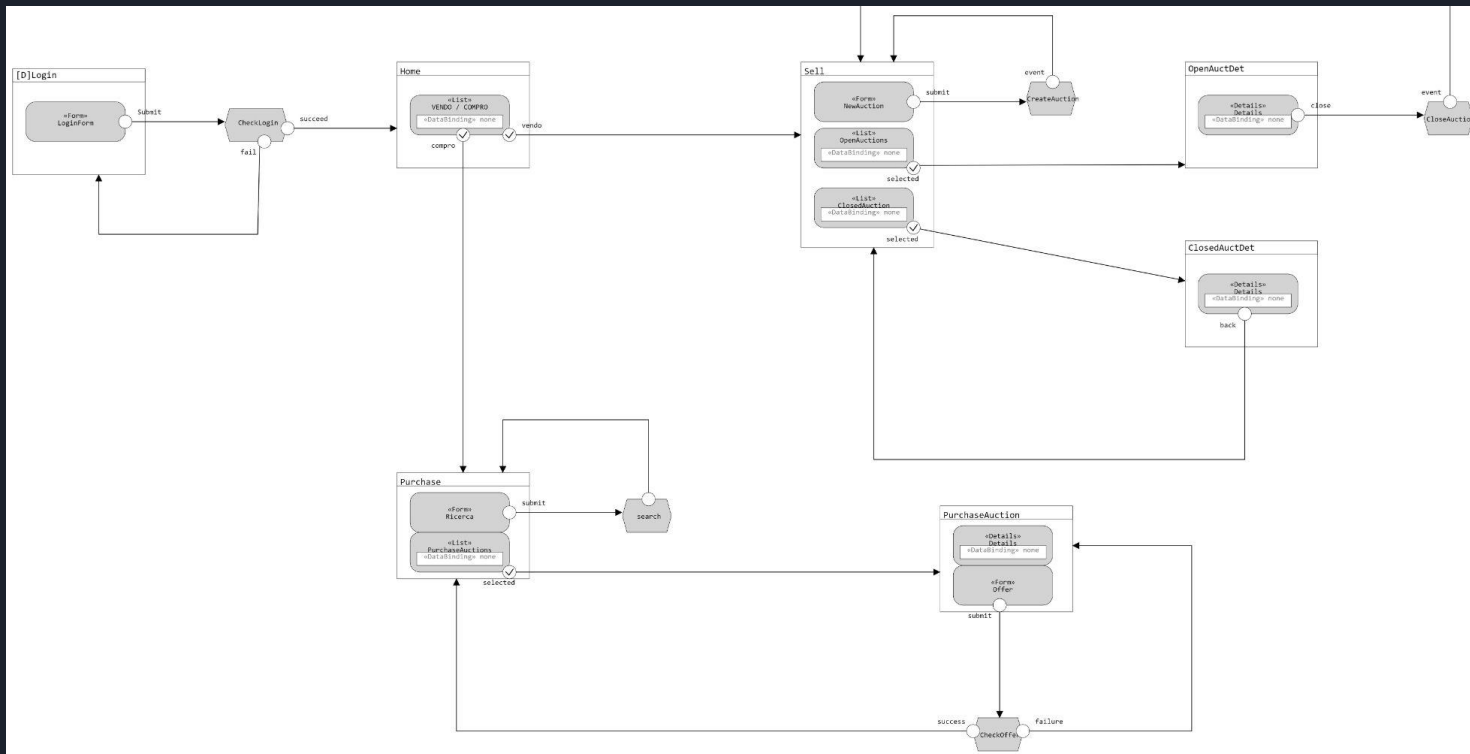 [D]Login
«Form»
LoginForm
Submit
CheckLogin
succeed
fail
Home
«List»
VENDO / COMPRO
«DataBinding» none
vendo
compro
Sell
«Form»
NewAuction
submit
event
CreateAuction
«List»
OpenAuctions
«DataBinding» none
selected
«List»
ClosedAuction
«DataBinding» none
selected
OpenAuctDet
«Details»
Details
«DataBinding» none
close
event
CloseAuction
ClosedAuctDet
«Details»
Details
«DataBinding» none
back
Purchase
«Form»
Ricerca
submit
search
«List»
PurchaseAuctions
«DataBinding» none
selected
PurchaseAuction
«Details»
Details
«DataBinding» none
«Form»
Offer
submit
success
CheckOffer
failure